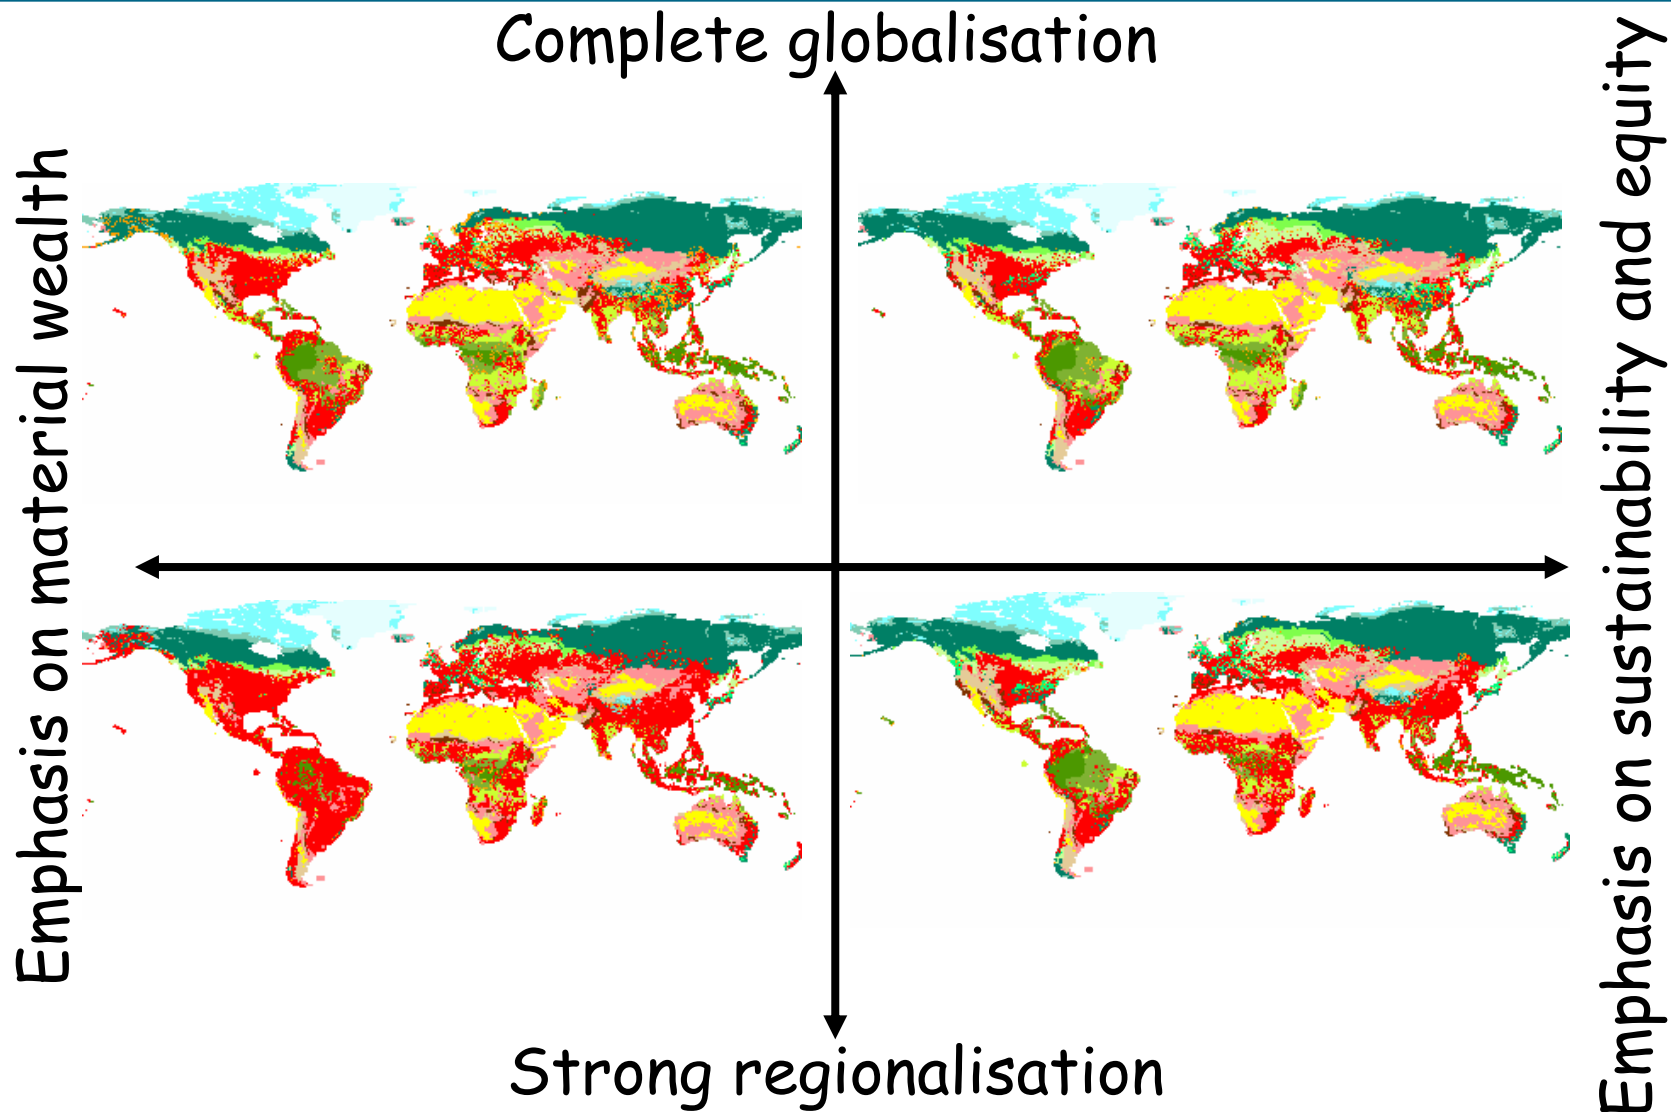 Complete globalisation
Emphasis on material wealth
Emphasis on sustainability and equity
Strong regionalisation